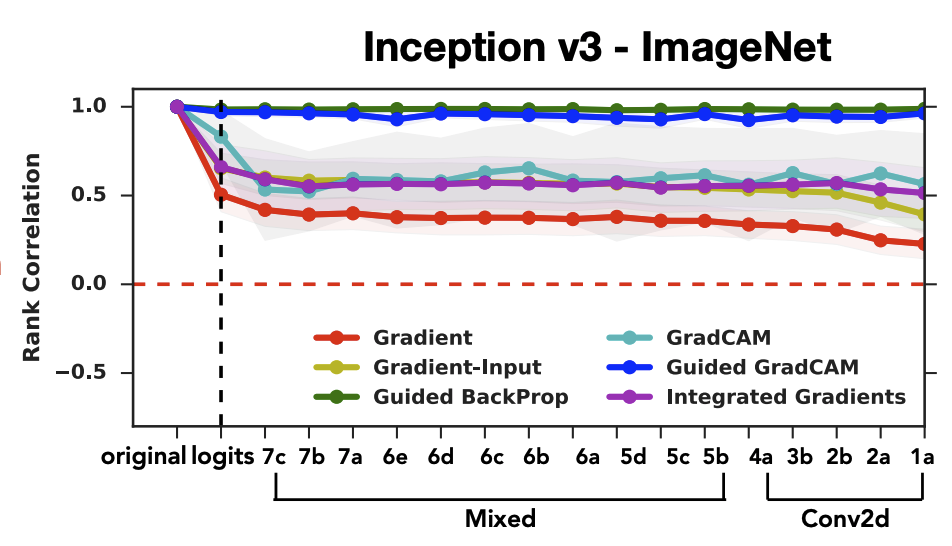 Inception v3 - ImageNet
Rank Correlation
1.0
0.5
0.0
−0.5
Gradient
Gradient-Input
Guided BackProp
GradCAM
Guided GradCAM
Integrated Gradients
original logits 7c 7b 7a 6e 6d 6c 6b 6a 5d 5c 5b 4a 3b 2b 2a 1a
Mixed Conv2d